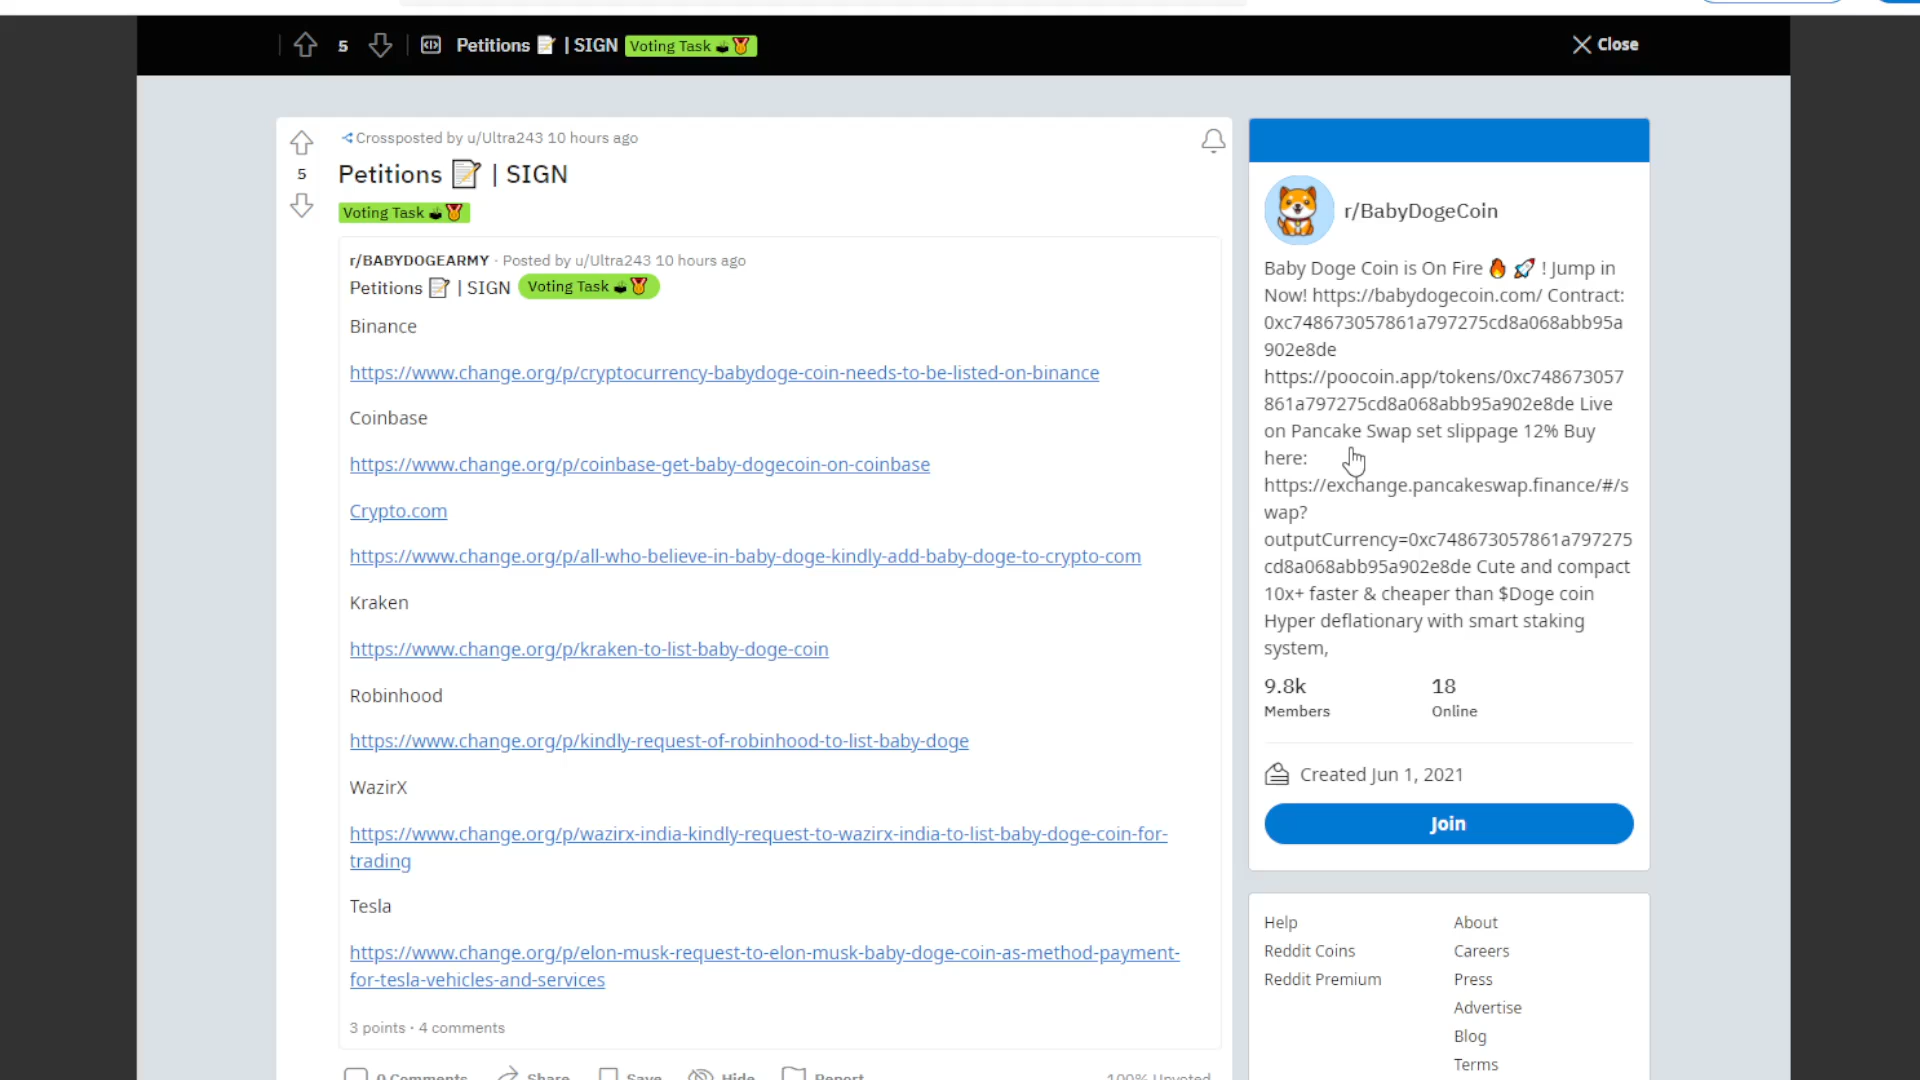 5 Petitions | SIGN Voting Task Close
Crossposted by u/Ultra243 10 hours ago
5
Petitions | SIGN
Voting Task
r/BABYDOGEARMY · Posted by u/Ultra243 10 hours ago
Petitions | SIGN Voting Task
Binance
https://www.change.org/p/cryptocurrency-babydoge-coin-needs-to-be-listed-on-binance
Coinbase
https://www.change.org/p/coinbase-get-baby-dogecoin-on-coinbase
Crypto.com
https://www.change.org/p/all-who-believe-in-baby-doge-kindly-add-baby-doge-to-crypto-com
Kraken
https://www.change.org/p/kraken-to-list-baby-doge-coin
Robinhood
https://www.change.org/p/kindly-request-of-robinhood-to-list-baby-doge
WazirX
https://www.change.org/p/wazirx-india-kindly-request-to-wazirx-india-to-list-baby-doge-coin-for-
trading
Tesla
https://www.change.org/p/elon-musk-request-to-elon-musk-baby-doge-coin-as-method-payment-
for-tesla-vehicles-and-services
3 points · 4 comments
0 Comments Share Save Hide Report 100% Upvoted
r/BabyDogeCoin
Baby Doge Coin is On Fire ! Jump in
Now! https://babydogecoin.com/ Contract:
0xc748673057861a797275cd8a068abb95a
902e8de
https://poocoin.app/tokens/0xc748673057
861a797275cd8a068abb95a902e8de Live
on Pancake Swap set slippage 12% Buy
here:
https://exchange.pancakeswap.finance/#/s
wap?
outputCurrency=0xc748673057861a797275
cd8a068abb95a902e8de Cute and compact
10x+ faster & cheaper than $Doge coin
Hyper deflationary with smart staking
system,
9.8k 18
Members Online
Created Jun 1, 2021
Join
Help About
Reddit Coins Careers
Reddit Premium Press
Advertise
Blog
Terms